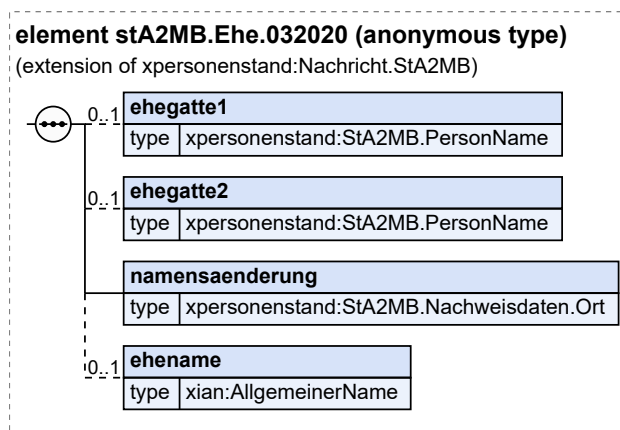 element stA2MB.Ehe.032020 (anonymous type)
(extension of xpersonenstand:Nachricht.StA2MB)
0..1
ehegatte1
type xpersonenstand:StA2MB.PersonName
0..1
ehegatte2
type xpersonenstand:StA2MB.PersonName
namensaenderung
type xpersonenstand:StA2MB.Nachweisdaten.Ort
0..1
ehename
type xian:AllgemeinerName